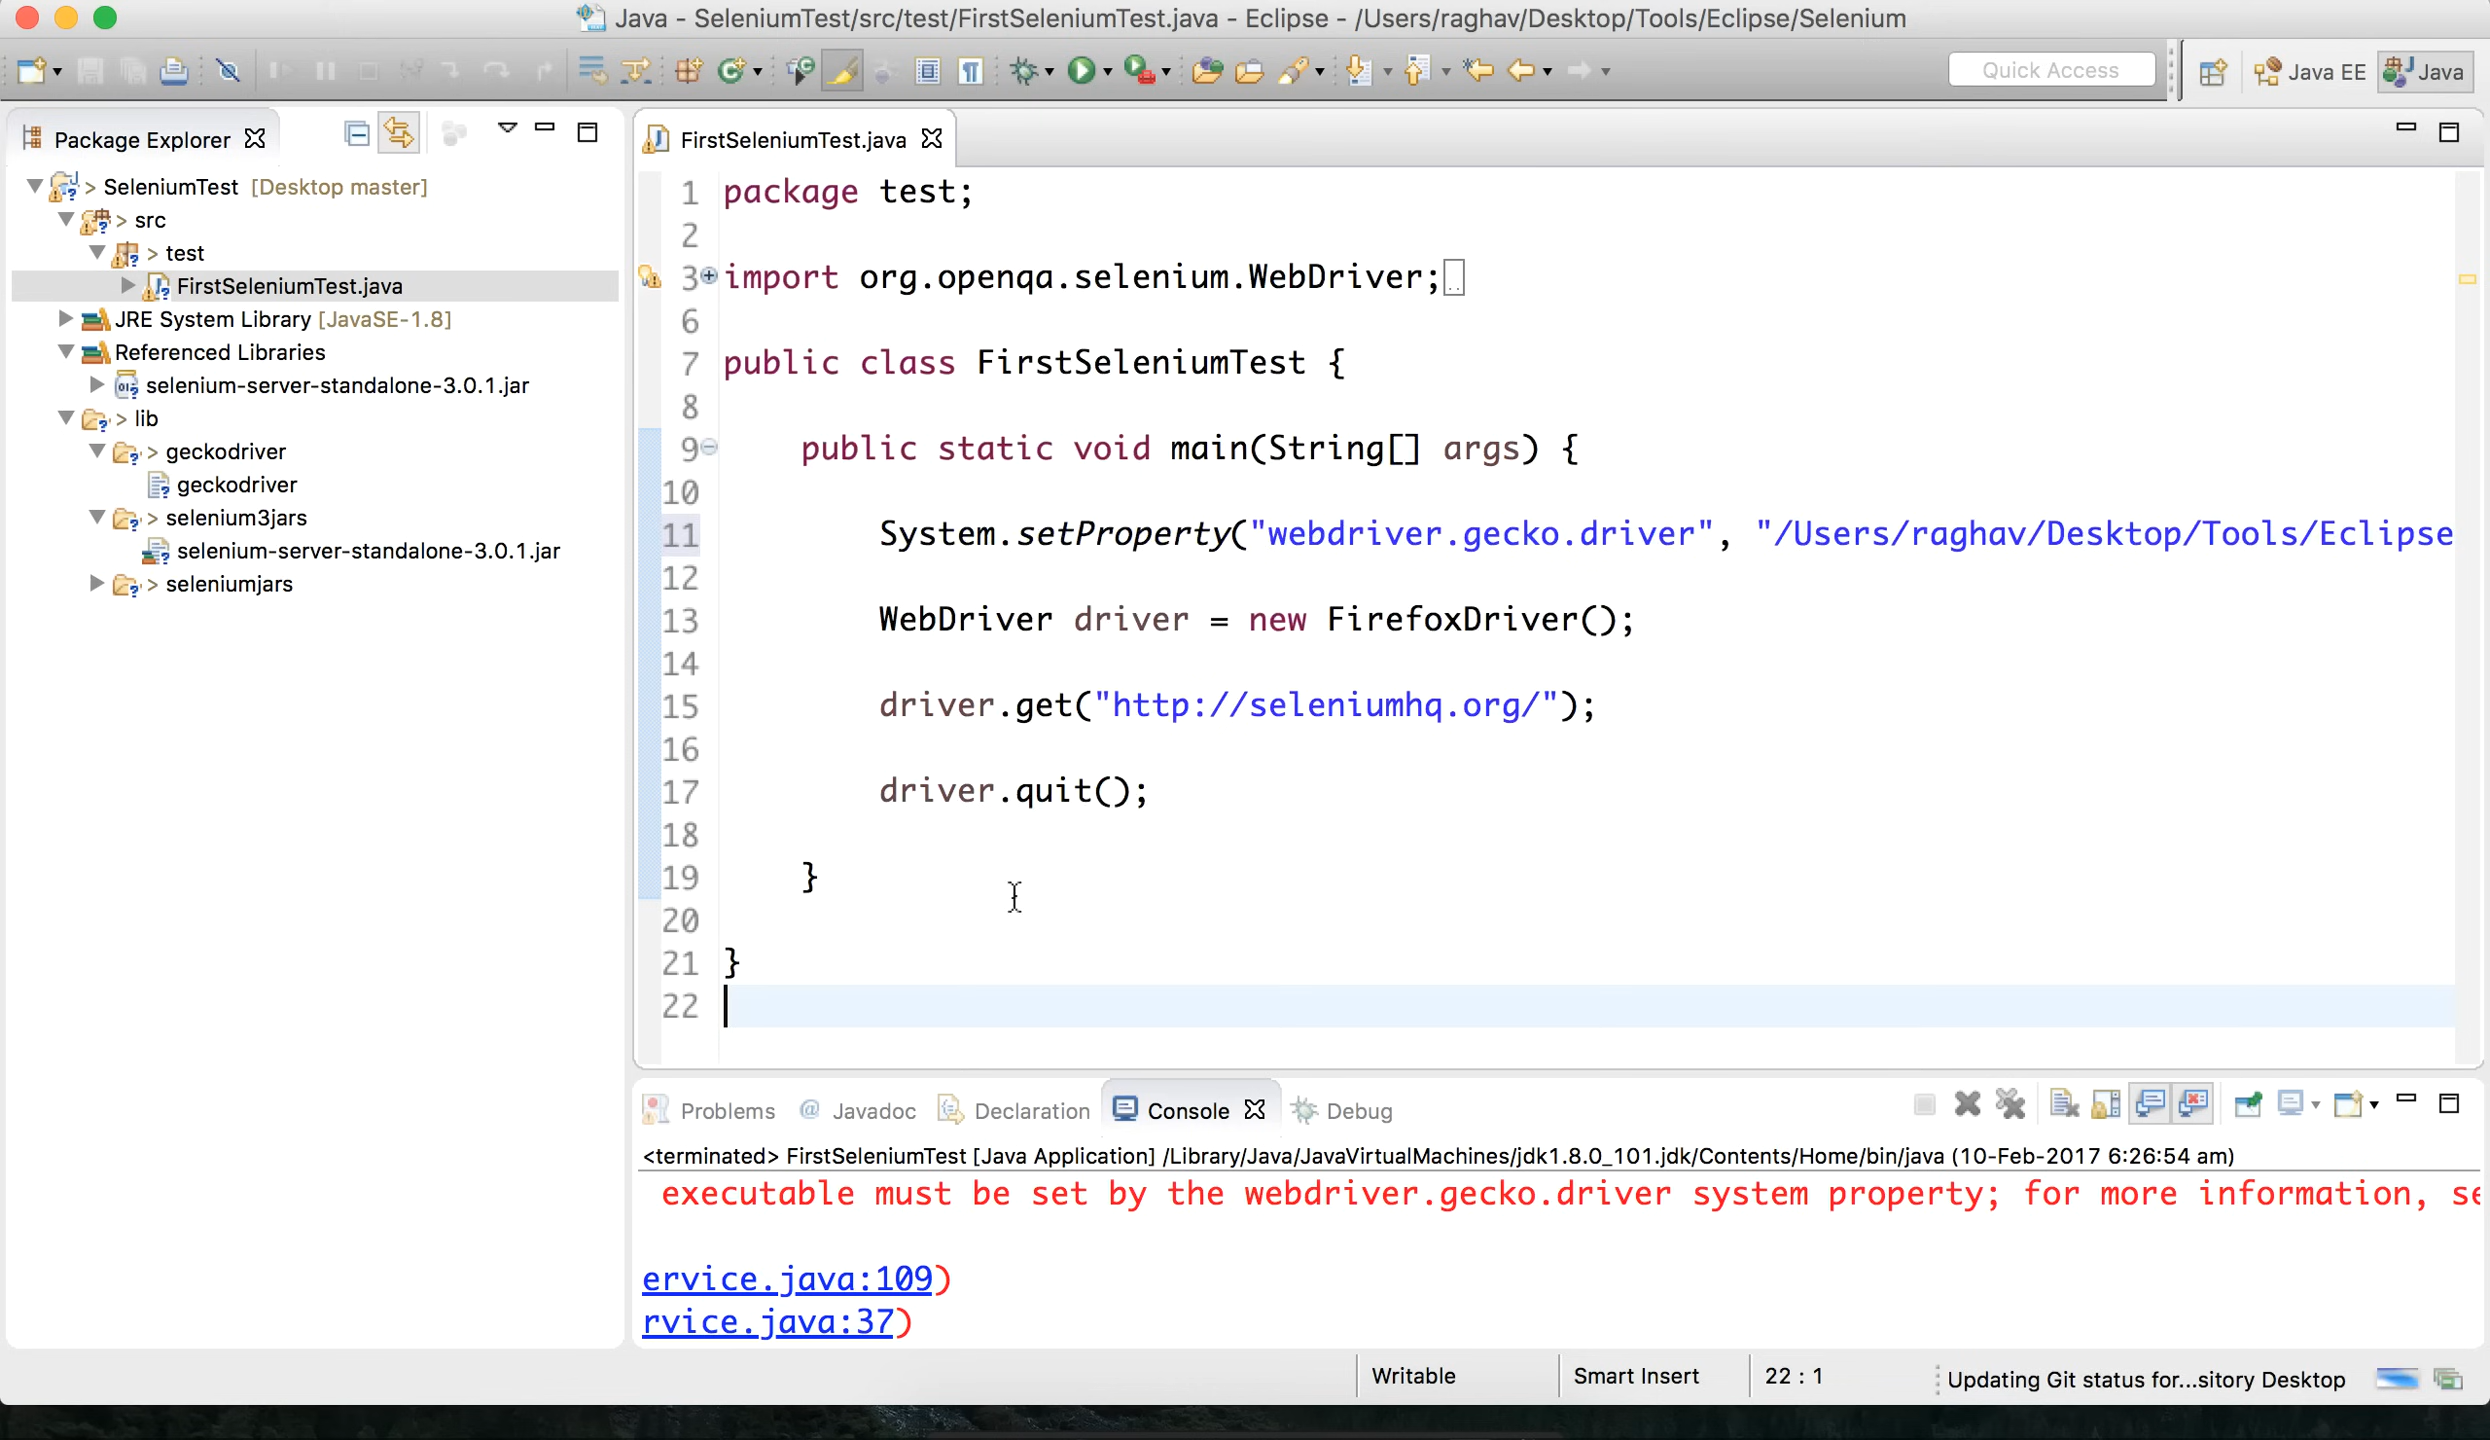 Java - SeleniumTest/src/test/FirstSeleniumTest.java - Eclipse - /Users/raghav/Desktop/Tools/Eclipse/Selenium
Quick Access
Java EE
Java
Package Explorer
> SeleniumTest [Desktop master]
> src
> test
FirstSeleniumTest.java
JRE System Library [JavaSE-1.8]
Referenced Libraries
selenium-server-standalone-3.0.1.jar
> lib
> geckodriver
geckodriver
> selenium3jars
selenium-server-standalone-3.0.1.jar
> seleniumjars
FirstSeleniumTest.java
1 package test;
2
3 import org.openqa.selenium.WebDriver;
6
7 public class FirstSeleniumTest {
8
9 public static void main(String[] args) {
10
11 System.setProperty("webdriver.gecko.driver", "/Users/raghav/Desktop/Tools/Eclipse
12
13 WebDriver driver = new FirefoxDriver();
14
15 driver.get("http://seleniumhq.org/");
16
17 driver.quit();
18
19 }
20
21 }
22
Problems
@ Javadoc
Declaration
Console
Debug
<terminated> FirstSeleniumTest [Java Application] /Library/Java/JavaVirtualMachines/jdk1.8.0_101.jdk/Contents/Home/bin/java (10-Feb-2017 6:26:54 am)
executable must be set by the webdriver.gecko.driver system property; for more information, se
ervice.java:109)
rvice.java:37)
Writable
Smart Insert
22 : 1
Updating Git status for...sitory Desktop